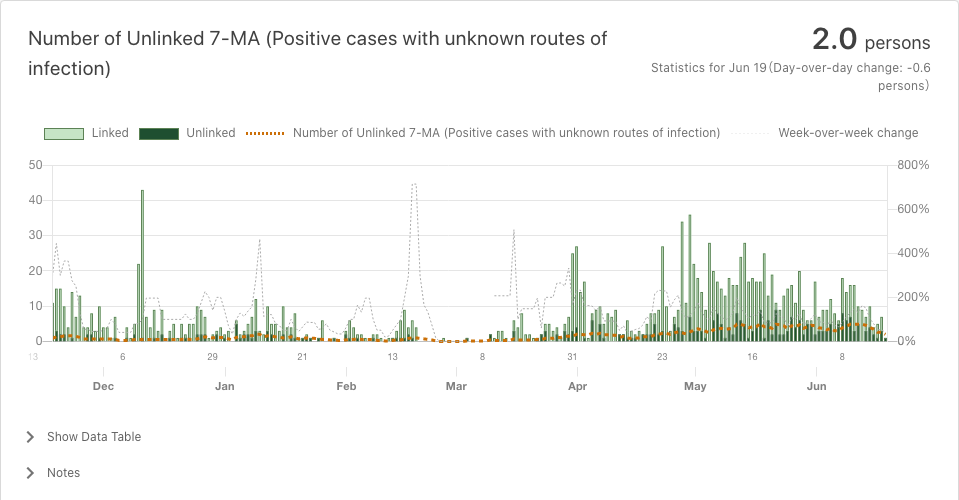 Number of Unlinked 7-MA (Positive cases with unknown routes of
infection)
2.0 persons
Statistics for Jun 19(Day-over-day change: -0.6
persons)
Linked Unlinked Number of Unlinked 7-MA (Positive cases with unknown routes of infection) Week-over-week change
50 800%
40
600%
30
400%
20
200%
10
0 0%
13 6 29 21 13 8 31 23 16 8
Dec Jan Feb Mar Apr May Jun
Show Data Table
Notes